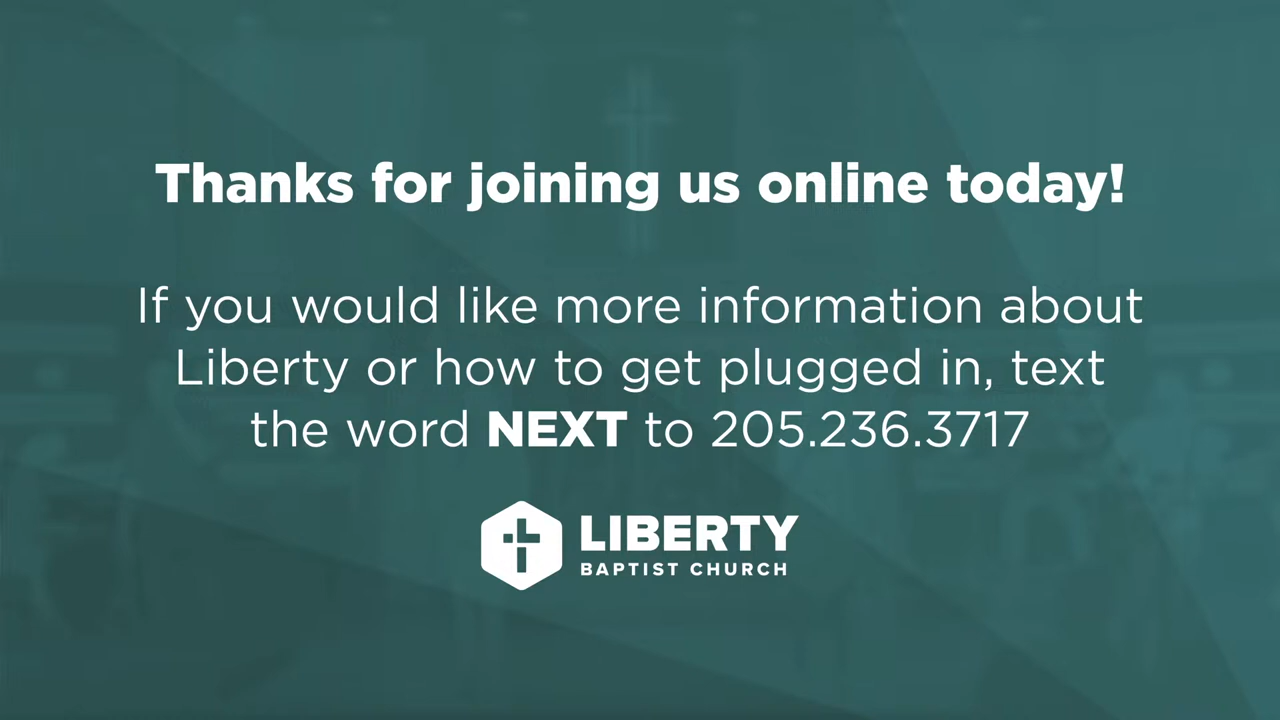 Thanks for joining us online today!
If you would like more information about
Liberty or how to get plugged in, text
the word NEXT to 205.236.3717
LIBERTY
BAPTIST CHURCH